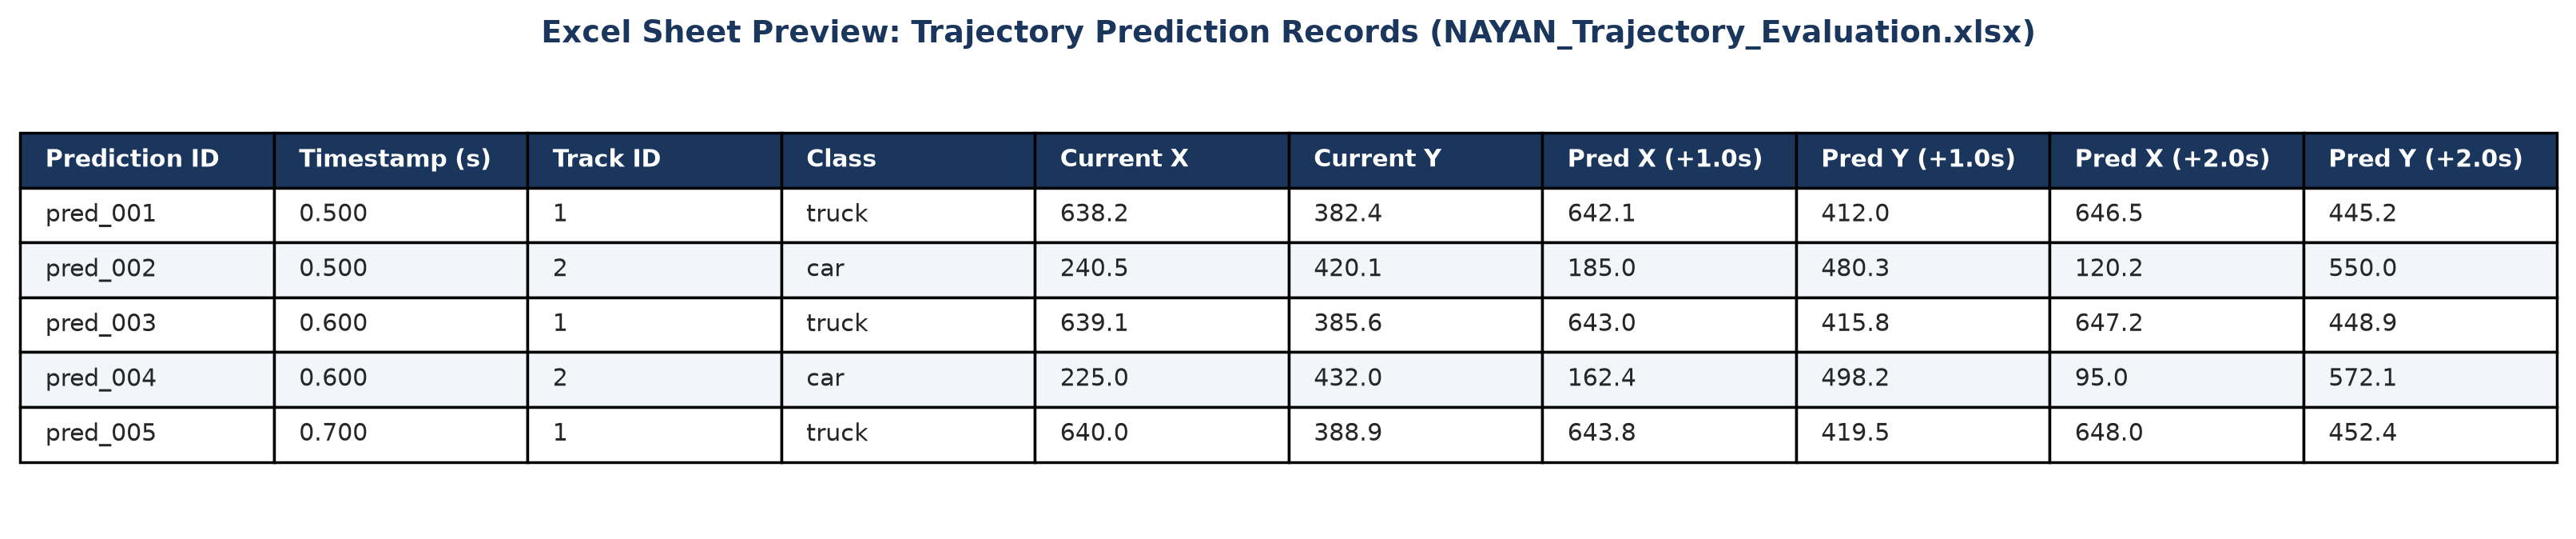 Excel Sheet Preview: Trajectory Prediction Records (NAYAN_Trajectory_Evaluation.xlsx)
Prediction ID Timestamp (s) Track ID Class Current X Current Y Pred X (+1.0s) Pred Y (+1.0s) Pred X (+2.0s) Pred Y (+2.0s)
pred_001 0.500 1 truck 638.2 382.4 642.1 412.0 646.5 445.2
pred_002 0.500 2 car 240.5 420.1 185.0 480.3 120.2 550.0
pred_003 0.600 1 truck 639.1 385.6 643.0 415.8 647.2 448.9
pred_004 0.600 2 car 225.0 432.0 162.4 498.2 95.0 572.1
pred_005 0.700 1 truck 640.0 388.9 643.8 419.5 648.0 452.4